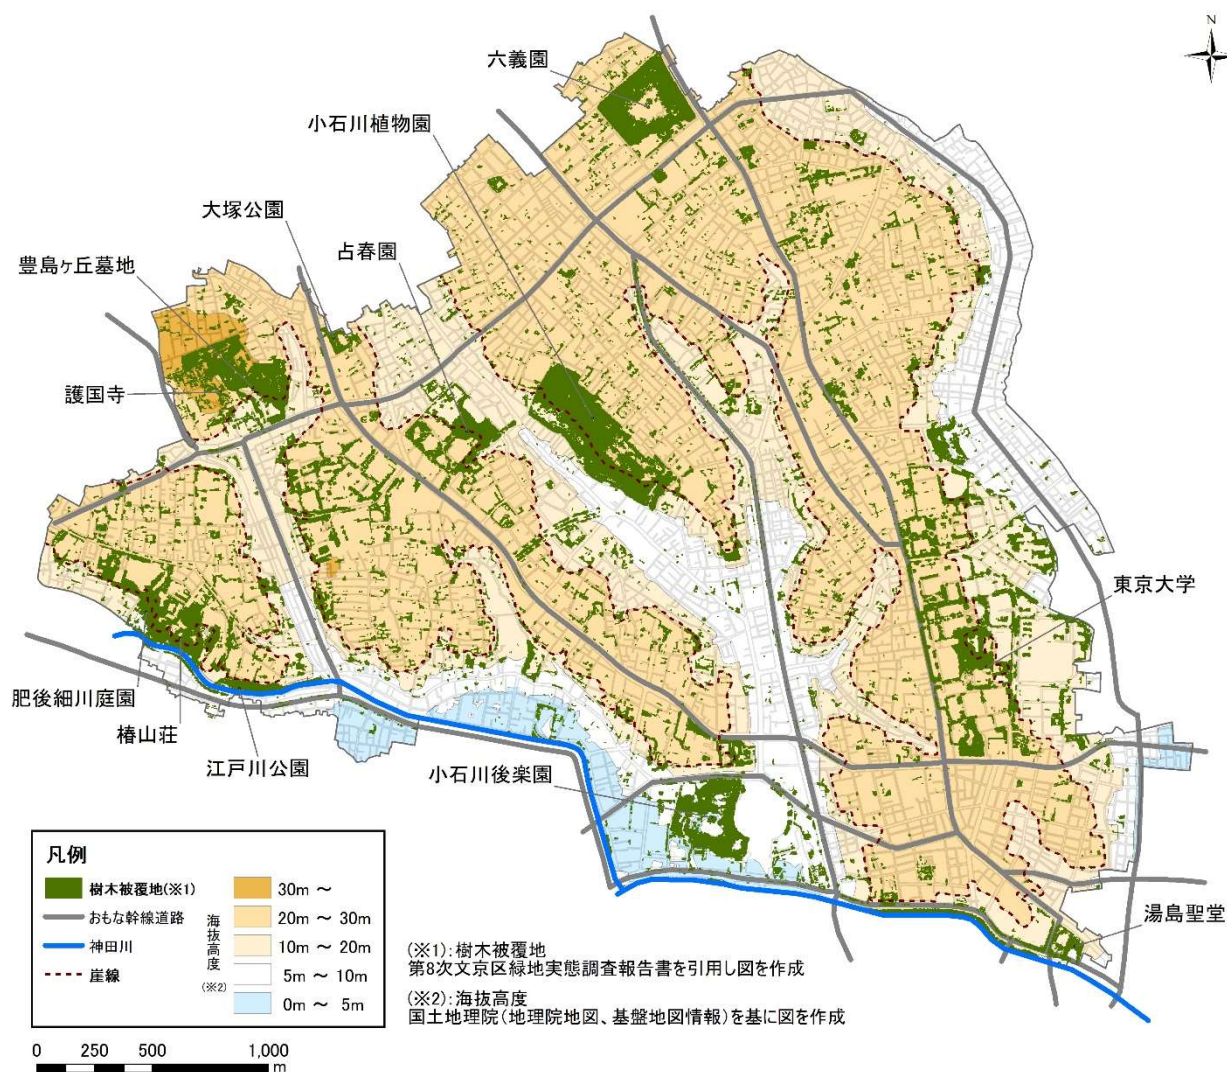 N
六義園
小石川植物園
大塚公園
占春園
豊島ヶ丘墓地
護国寺
東京大学
肥後細川庭園
椿山荘
江戸川公園
小石川後楽園
湯島聖堂
凡例
樹木被覆地(※1)
おもな幹線道路
神田川
崖線
海抜高度
(※2)
30m ～
20m ～ 30m
10m ～ 20m
5m ～ 10m
0m ～ 5m
(※1):樹木被覆地
第8次文京区緑地実態調査報告書を引用し図を作成
(※2):海抜高度
国土地理院(地理院地図、基盤地図情報)を基に図を作成
0 250 500 1,000
m